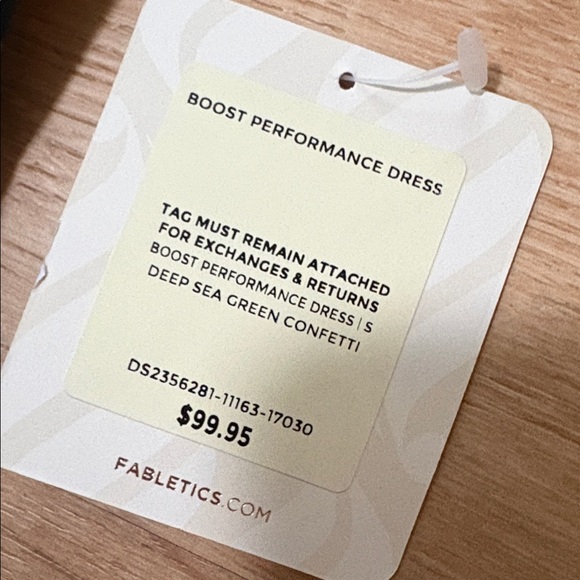 BOOST PERFORMANCE DRESS
TAG MUST REMAIN ATTACHED
FOR EXCHANGES & RETURNS
BOOST PERFORMANCE DRESS | S
DEEP SEA GREEN CONFETTI
DS2356281-11163-17030
$99.95
FABLETICS.COM